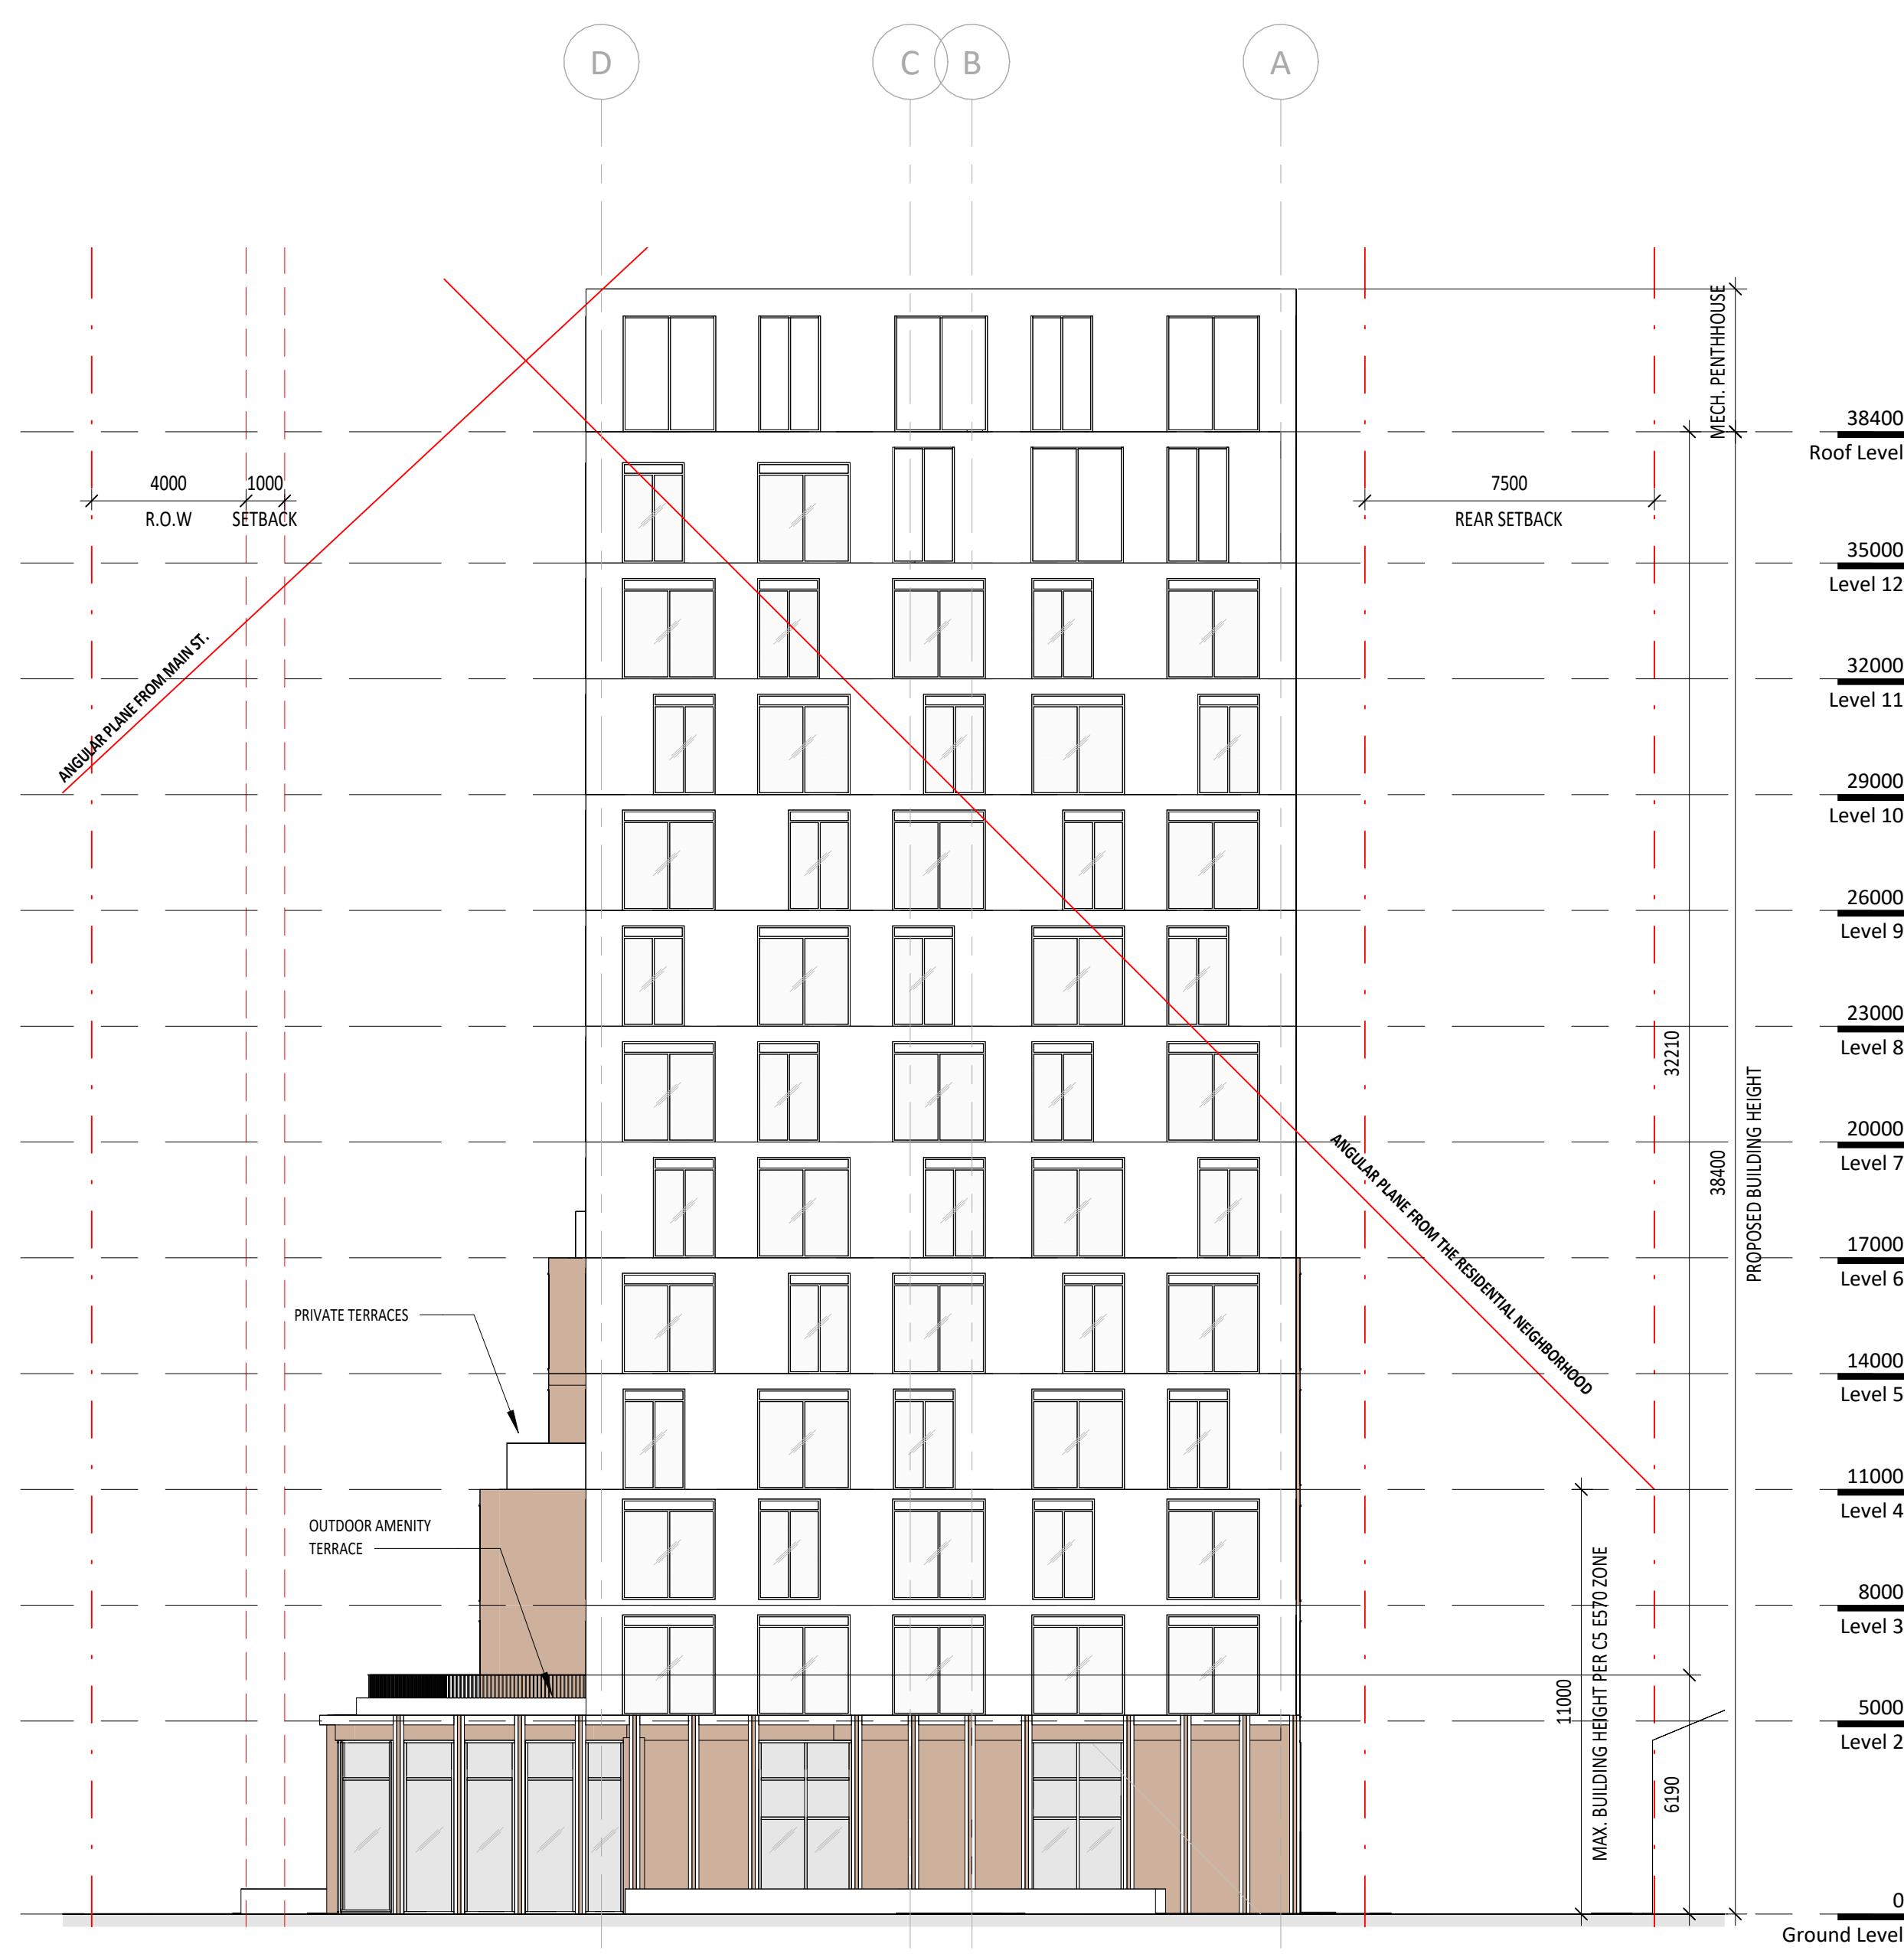 D
C
B
A
MECH. PENTHHOUSE
38400
Roof Level
4000
1000
R.O.W
SETBACK
7500
REAR SETBACK
35000
Level 12
32000
Level 11
ANGULAR PLANE FROM MAIN ST.
29000
Level 10
26000
Level 9
23000
Level 8
32210
20000
Level 7
38400
PROPOSED BUILDING HEIGHT
ANGULAR PLANE FROM THE RESIDENTIAL NEIGHBORHOOD
17000
Level 6
PRIVATE TERRACES
14000
Level 5
11000
Level 4
OUTDOOR AMENITY
TERRACE
8000
Level 3
11000
MAX. BUILDING HEIGHT PER C5 E570 ZONE
5000
Level 2
6190
0
Ground Level